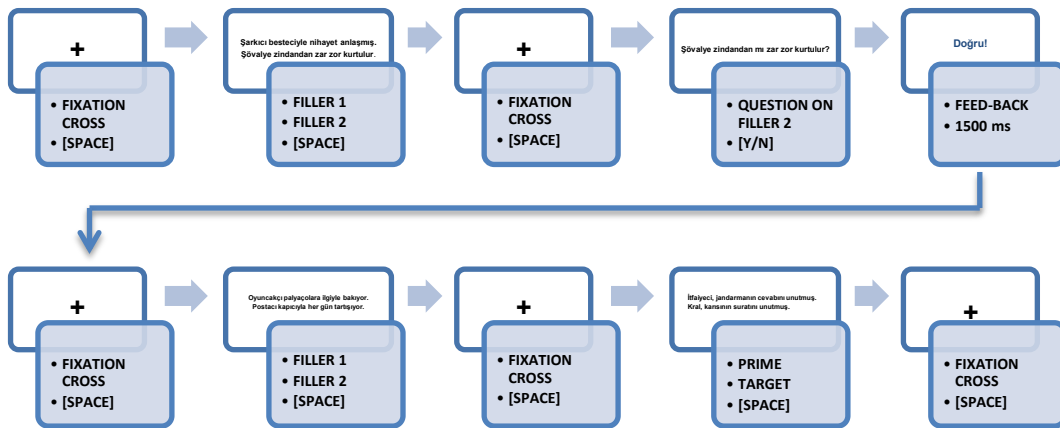 +
• FIXATION
CROSS
• [SPACE]
Şarkıcı besteciyle nihayet anlaşmış.
Şövalye zindandan zar zor kurtulur.
• FILLER 1
• FILLER 2
• [SPACE]
+
• FIXATION
CROSS
• [SPACE]
Şövalye zindandan mı zar zor kurtulur?
• QUESTION ON
FILLER 2
• [Y/N]
Doğru!
• FEED-BACK
• 1500 ms
+
• FIXATION
CROSS
• [SPACE]
Oyuncakçı palyaçolara ilgiyle bakıyor.
Postacı kapıcıyla her gün tartışıyor.
• FILLER 1
• FILLER 2
• [SPACE]
+
• FIXATION
CROSS
• [SPACE]
İtfaiyeci, jandarmanın cevabını unutmuş.
Kral, karısının suratını unutmuş.
• PRIME
• TARGET
• [SPACE]
+
• FIXATION
CROSS
• [SPACE]